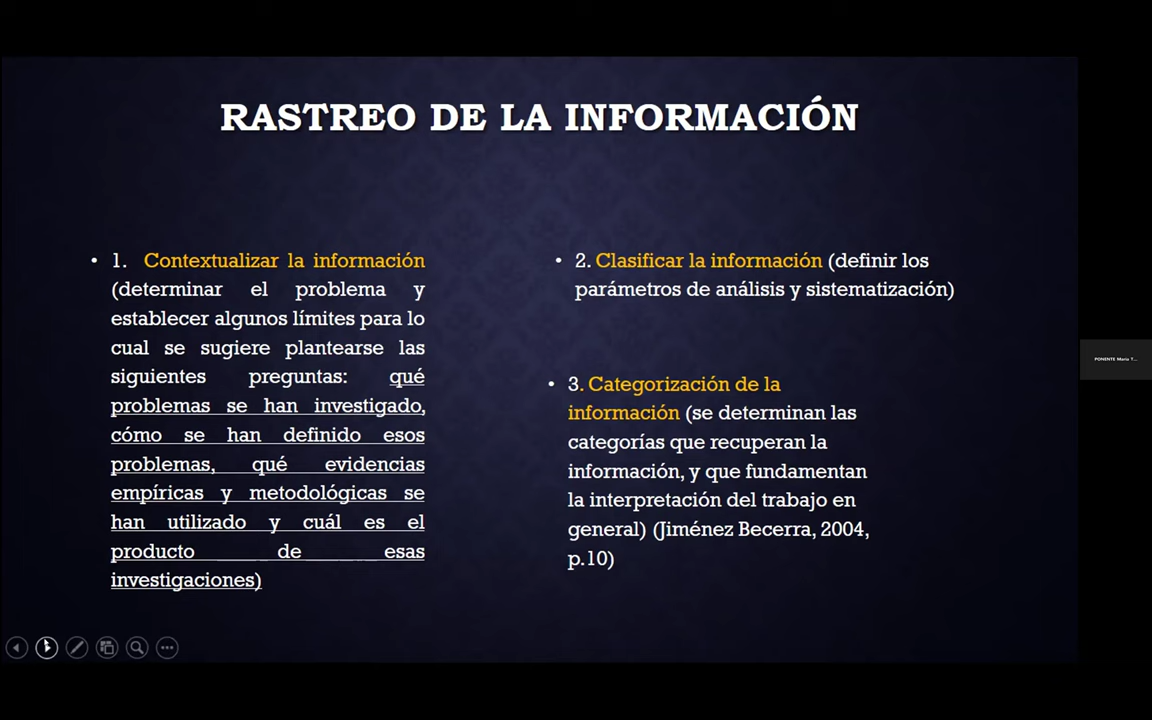 RASTREO DE LA INFORMACIÓN
• 1. Contextualizar la información
(determinar el problema y
establecer algunos límites para lo
cual se sugiere plantearse las
siguientes preguntas: qué
problemas se han investigado,
cómo se han definido esos
problemas, qué evidencias
empíricas y metodológicas se
han utilizado y cuál es el
producto de esas
investigaciones)
• 2. Clasificar la información (definir los
parámetros de análisis y sistematización)
• 3. Categorización de la
información (se determinan las
categorías que recuperan la
información, y que fundamentan
la interpretación del trabajo en
general) (Jiménez Becerra, 2004,
p.10)
PONENTE Maria T...